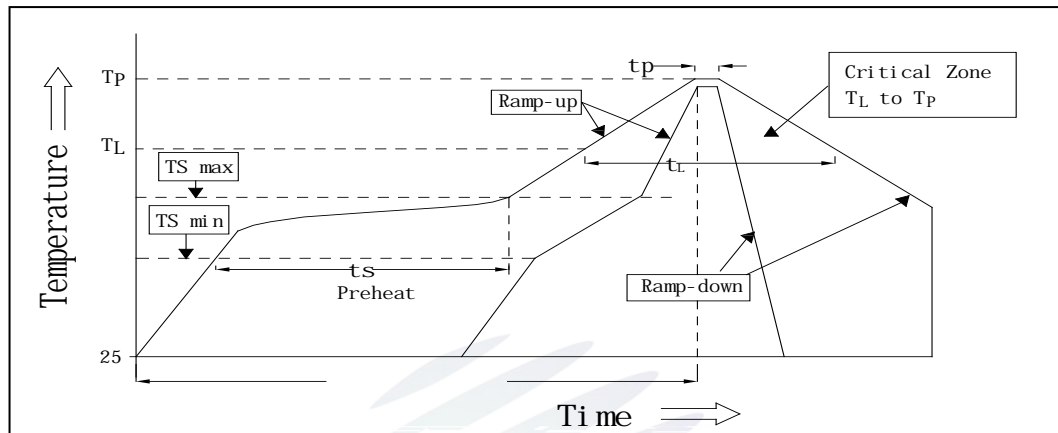 tp
Critical Zone
TL to TP
TP
Ramp-up
TL
tL
TS max
TS min
ts
Preheat
Ramp-down
25
Temperature
Time